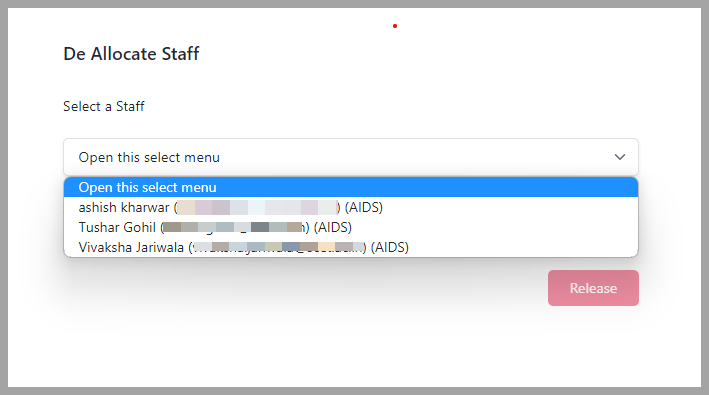 De Allocate Staff
Select a Staff
Open this select menu
Open this select menu
ashish kharwar ( ) (AIDS)
Tushar Gohil ( ) (AIDS)
Vivaksha Jariwala ( ) (AIDS)
Release